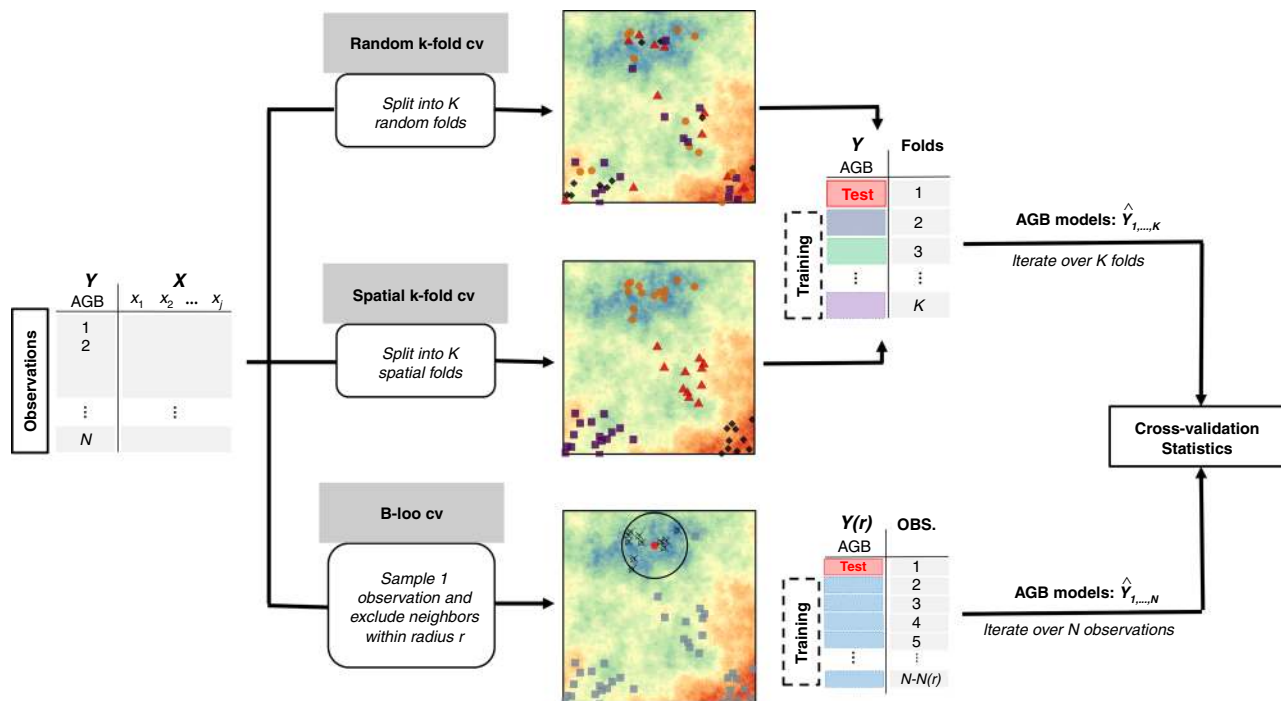 Observations
Y X
AGB x1 x2 ... xj
1
2
⋮ ⋮
N
Random k-fold cv
Split into K
random folds
Spatial k-fold cv
Split into K
spatial folds
B-loo cv
Sample 1
observation and
exclude neighbors
within radius r
Y Folds
AGB
Test 1
Training
2
3
⋮ ⋮
K
AGB models: Ŷ1,...,K
Iterate over K folds
Y(r) OBS.
AGB
Test 1
Training
2
3
4
5
⋮ ⋮
N-N(r)
AGB models: Ŷ1,...,N
Iterate over N observations
Cross-validation
Statistics